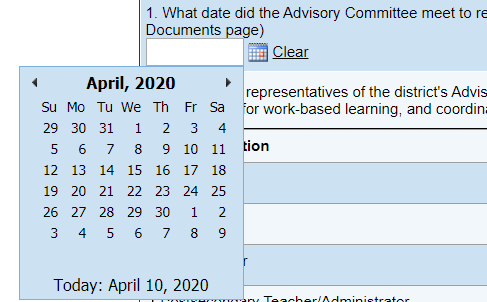 1. What date did the Advisory Committee meet to re
Documents page)
Clear
April, 2020
Su Mo Tu We Th Fr Sa
29 30 31 1 2 3 4
5 6 7 8 9 10 11
12 13 14 15 16 17 18
19 20 21 22 23 24 25
26 27 28 29 30 1 2
3 4 5 6 7 8 9
Today: April 10, 2020
representatives of the district's Advis
for work-based learning, and coordina
tion
r
Postsecondary Teacher/Administrator